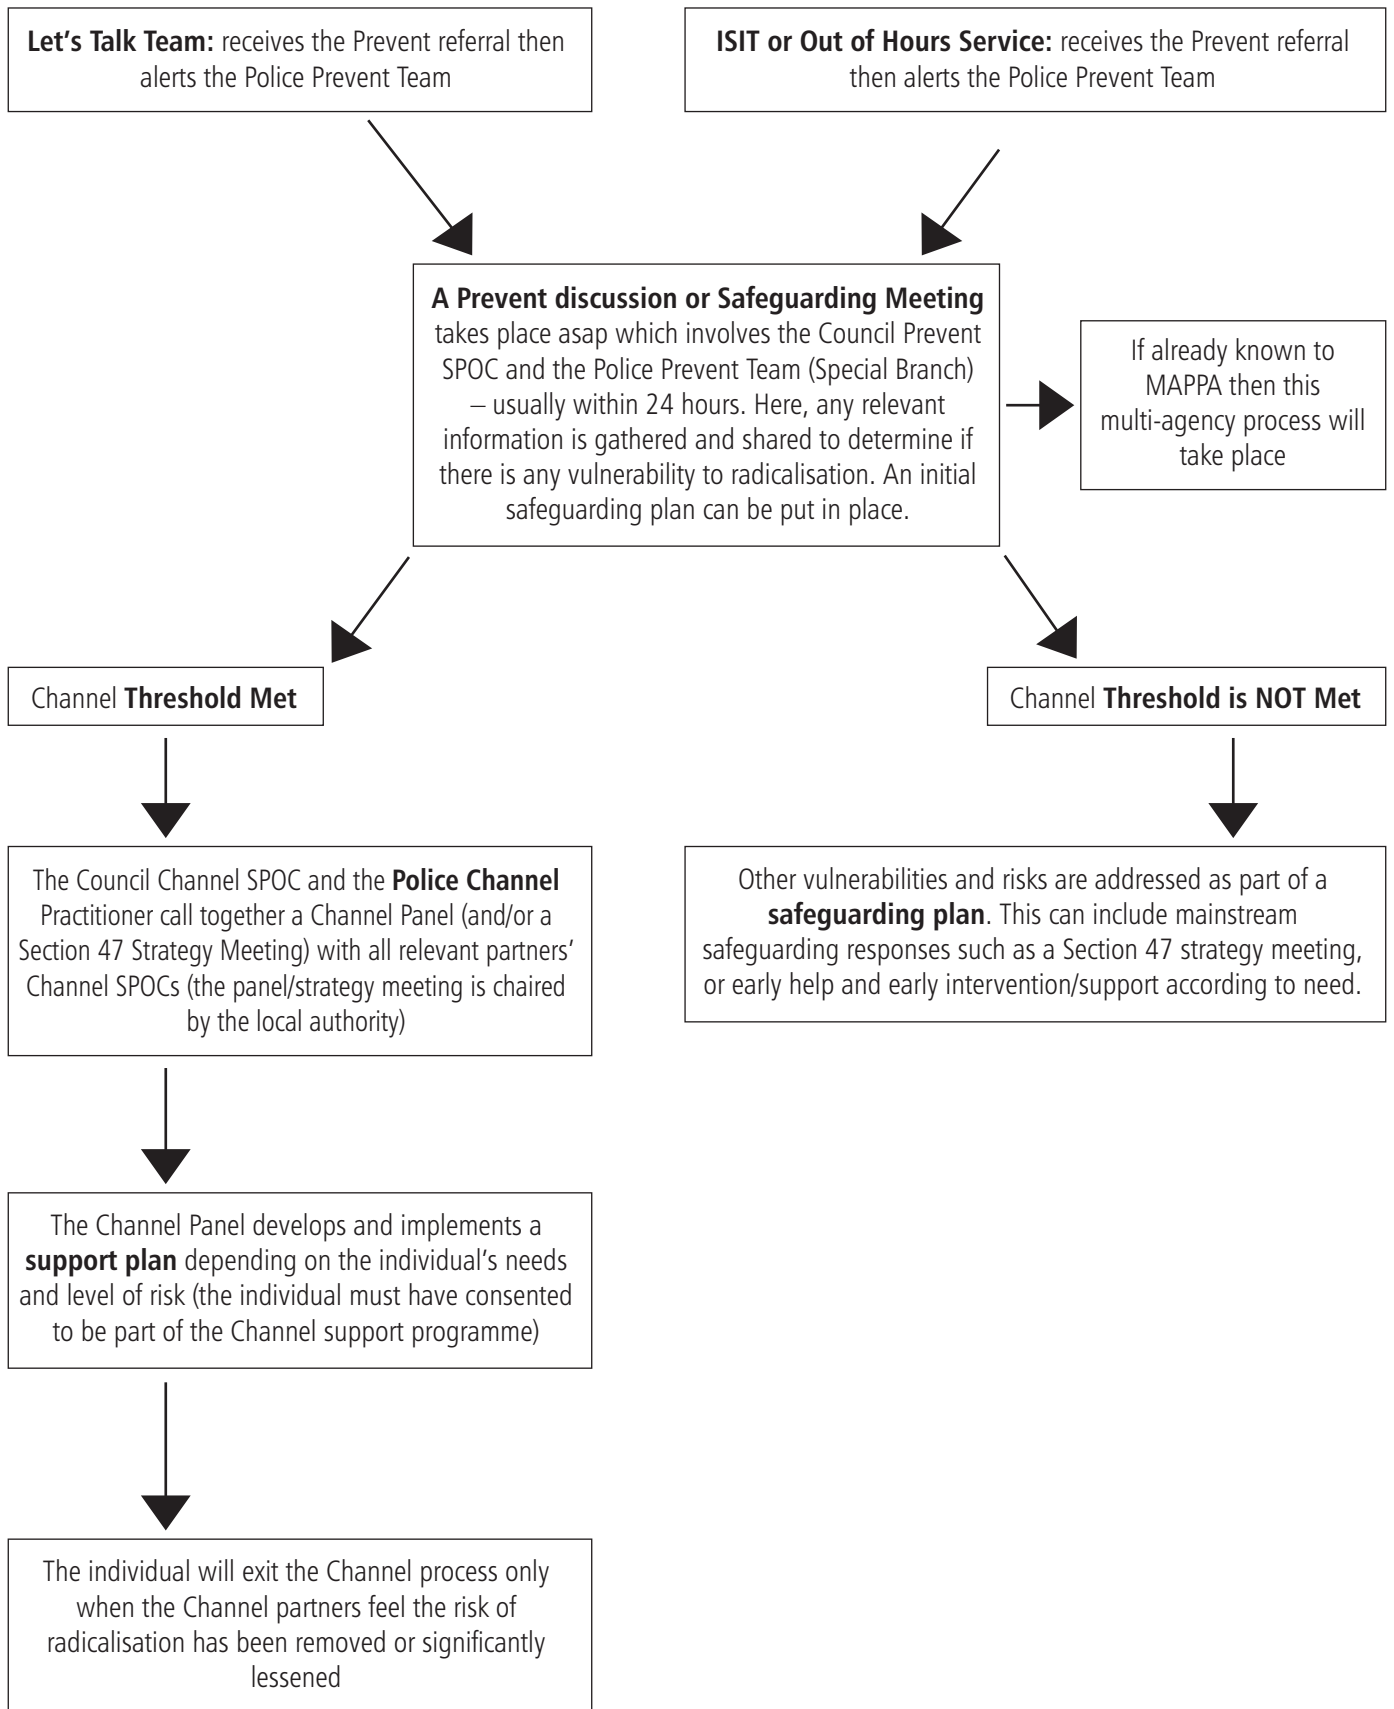 Let's Talk Team: receives the Prevent referral then
alerts the Police Prevent Team
ISIT or Out of Hours Service: receives the Prevent referral
then alerts the Police Prevent Team
A Prevent discussion or Safeguarding Meeting
takes place asap which involves the Council Prevent
SPOC and the Police Prevent Team (Special Branch)
– usually within 24 hours. Here, any relevant
information is gathered and shared to determine if
there is any vulnerability to radicalisation. An initial
safeguarding plan can be put in place.
If already known to
MAPPA then this
multi-agency process will
take place
Channel Threshold Met
Channel Threshold is NOT Met
The Council Channel SPOC and the Police Channel
Practitioner call together a Channel Panel (and/or a
Section 47 Strategy Meeting) with all relevant partners'
Channel SPOCs (the panel/strategy meeting is chaired
by the local authority)
Other vulnerabilities and risks are addressed as part of a
safeguarding plan. This can include mainstream
safeguarding responses such as a Section 47 strategy meeting,
or early help and early intervention/support according to need.
The Channel Panel develops and implements a
support plan depending on the individual's needs
and level of risk (the individual must have consented
to be part of the Channel support programme)
The individual will exit the Channel process only
when the Channel partners feel the risk of
radicalisation has been removed or significantly
lessened